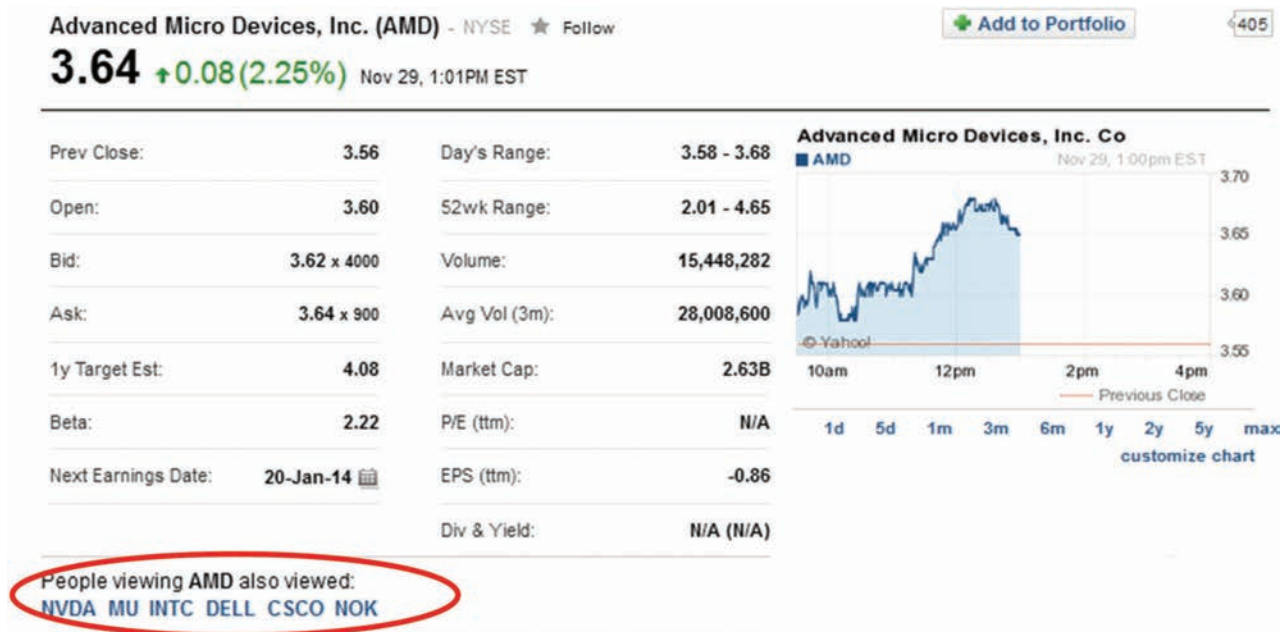 Advanced Micro Devices, Inc. (AMD) - NYSE Follow
Add to Portfolio
405
3.64 0.08(2.25%) Nov 29, 1:01PM EST
Prev Close: 3.56
Open: 3.60
Bid: 3.62 x 4000
Ask: 3.64 x 900
1y Target Est: 4.08
Beta: 2.22
Next Earnings Date: 20-Jan-14
Day's Range: 3.58 - 3.68
52wk Range: 2.01 - 4.65
Volume: 15,448,282
Avg Vol (3m): 28,008,600
Market Cap: 2.63B
P/E (ttm): N/A
EPS (ttm): -0.86
Div & Yield: N/A (N/A)
Advanced Micro Devices, Inc. Co
AMD Nov 29, 1:00pm EST
3.70
3.65
3.60
3.55
© Yahoo!
10am 12pm 2pm 4pm
Previous Close
1d 5d 1m 3m 6m 1y 2y 5y max
customize chart
People viewing AMD also viewed:
NVDA MU INTC DELL CSCO NOK